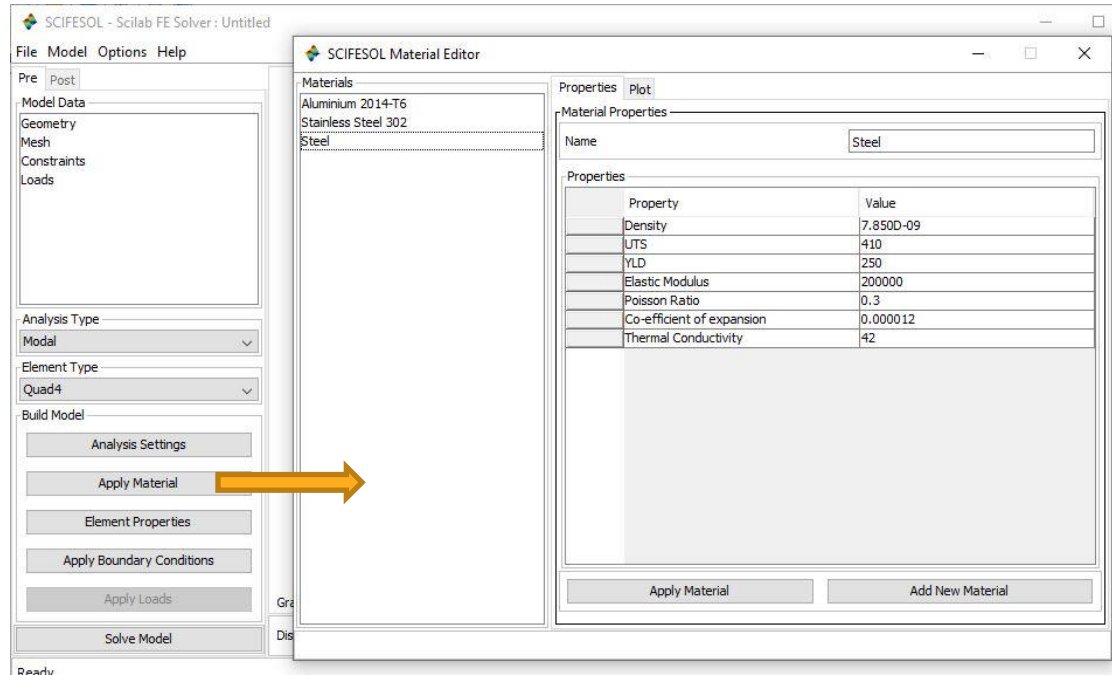 SCIFESOL - Scilab FE Solver : Untitled
File Model Options Help
Pre Post
Model Data
Geometry
Mesh
Constraints
Loads
Analysis Type
Modal
Element Type
Quad4
Build Model
Analysis Settings
Apply Material
Element Properties
Apply Boundary Conditions
Apply Loads
Solve Model
Ready
Gra
Dis
SCIFESOL Material Editor
Materials
Aluminium 2014-T6
Stainless Steel 302
Steel
Properties Plot
Material Properties
Name Steel
Properties
Property Value
Density 7.850D-09
UTS 410
YLD 250
Elastic Modulus 200000
Poisson Ratio 0.3
Co-efficient of expansion 0.000012
Thermal Conductivity 42
Apply Material Add New Material